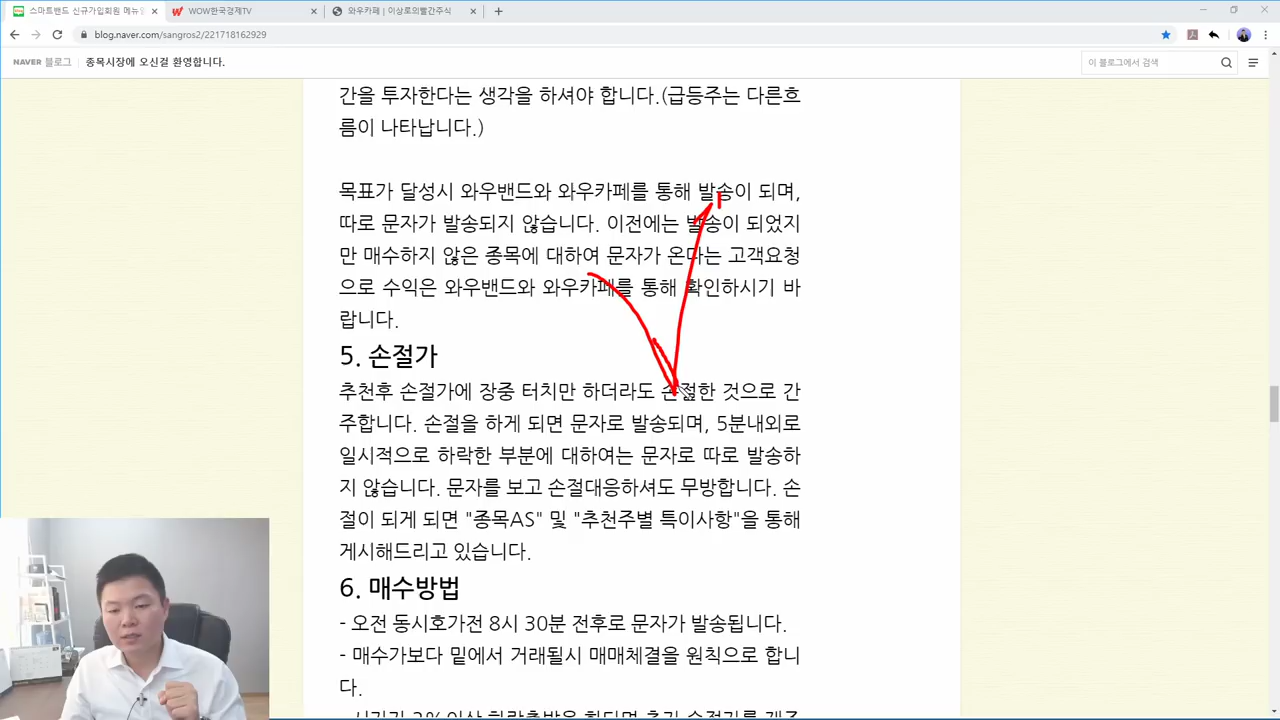 스마트밴드 신규가입회원 메뉴얼
WOW한국경제TV
와우카페 | 이상로의빨간주식
blog.naver.com/sangros2/221718162929
NAVER 블로그
종목시장에 오신걸 환영합니다.
이 블로그에서 검색
간을 투자한다는 생각을 하셔야 합니다.(급등주는 다른흐
름이 나타납니다.)
목표가 달성시 와우밴드와 와우카페를 통해 발송이 되며,
따로 문자가 발송되지 않습니다. 이전에는 발송이 되었지
만 매수하지 않은 종목에 대하여 문자가 온다는 고객요청
으로 수익은 와우밴드와 와우카페를 통해 확인하시기 바
랍니다.
5. 손절가
추천후 손절가에 장중 터치만 하더라도 손절한 것으로 간
주합니다. 손절을 하게 되면 문자로 발송되며, 5분내외로
일시적으로 하락한 부분에 대하여는 문자로 따로 발송하
지 않습니다. 문자를 보고 손절대응하셔도 무방합니다. 손
절이 되게 되면 "종목AS" 및 "추천주별 특이사항"을 통해
게시해드리고 있습니다.
6. 매수방법
- 오전 동시호가전 8시 30분 전후로 문자가 발송됩니다.
- 매수가보다 밑에서 거래될시 매매체결을 원칙으로 합니
다.